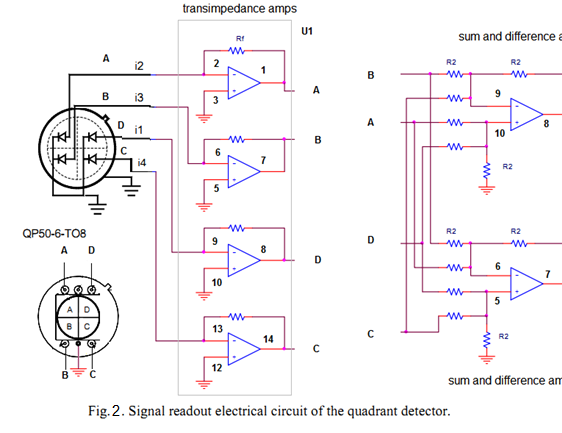 transimpedance amps
U1
sum and difference a
Rf
A i2
2 1
3
A
B i3
D i1
C i4
6 7
5
B
9 8
10
D
13 14
12
C
QP50-6-TO8
A D
A D
B C
B C
B R2 R2
9
A
10 8
R2
D R2 R2
6
7
5
C R2
sum and difference am
Fig.2. Signal readout electrical circuit of the quadrant detector.